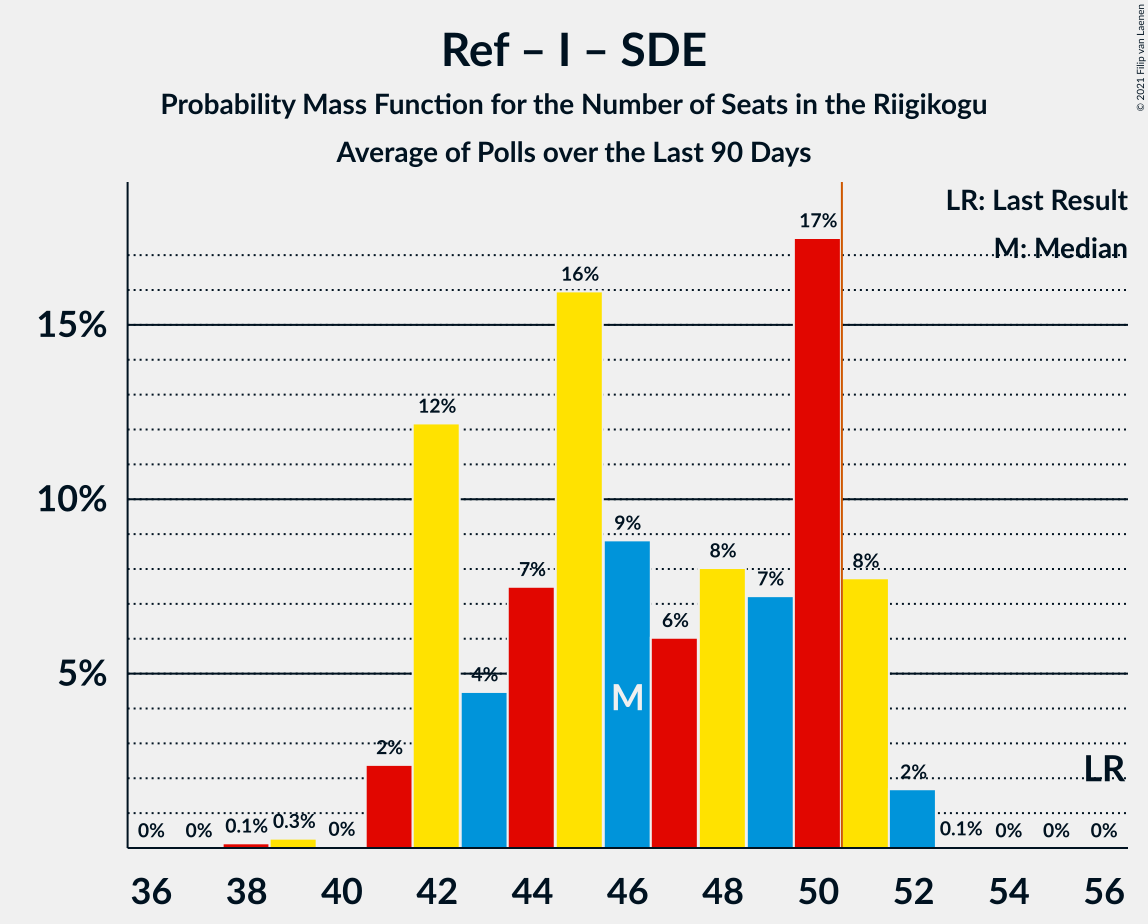 Ref – I – SDE
Probability Mass Function for the Number of Seats in the Riigikogu
Average of Polls over the Last 90 Days
© 2021 Filip van Laenen
LR: Last Result
M: Median
15%
10%
5%
0%
0%
0.1%
0.3%
0%
2%
12%
4%
7%
16%
9%
6%
8%
7%
17%
8%
2%
0.1%
0%
0%
0%
M
LR
36 38 40 42 44 46 48 50 52 54 56